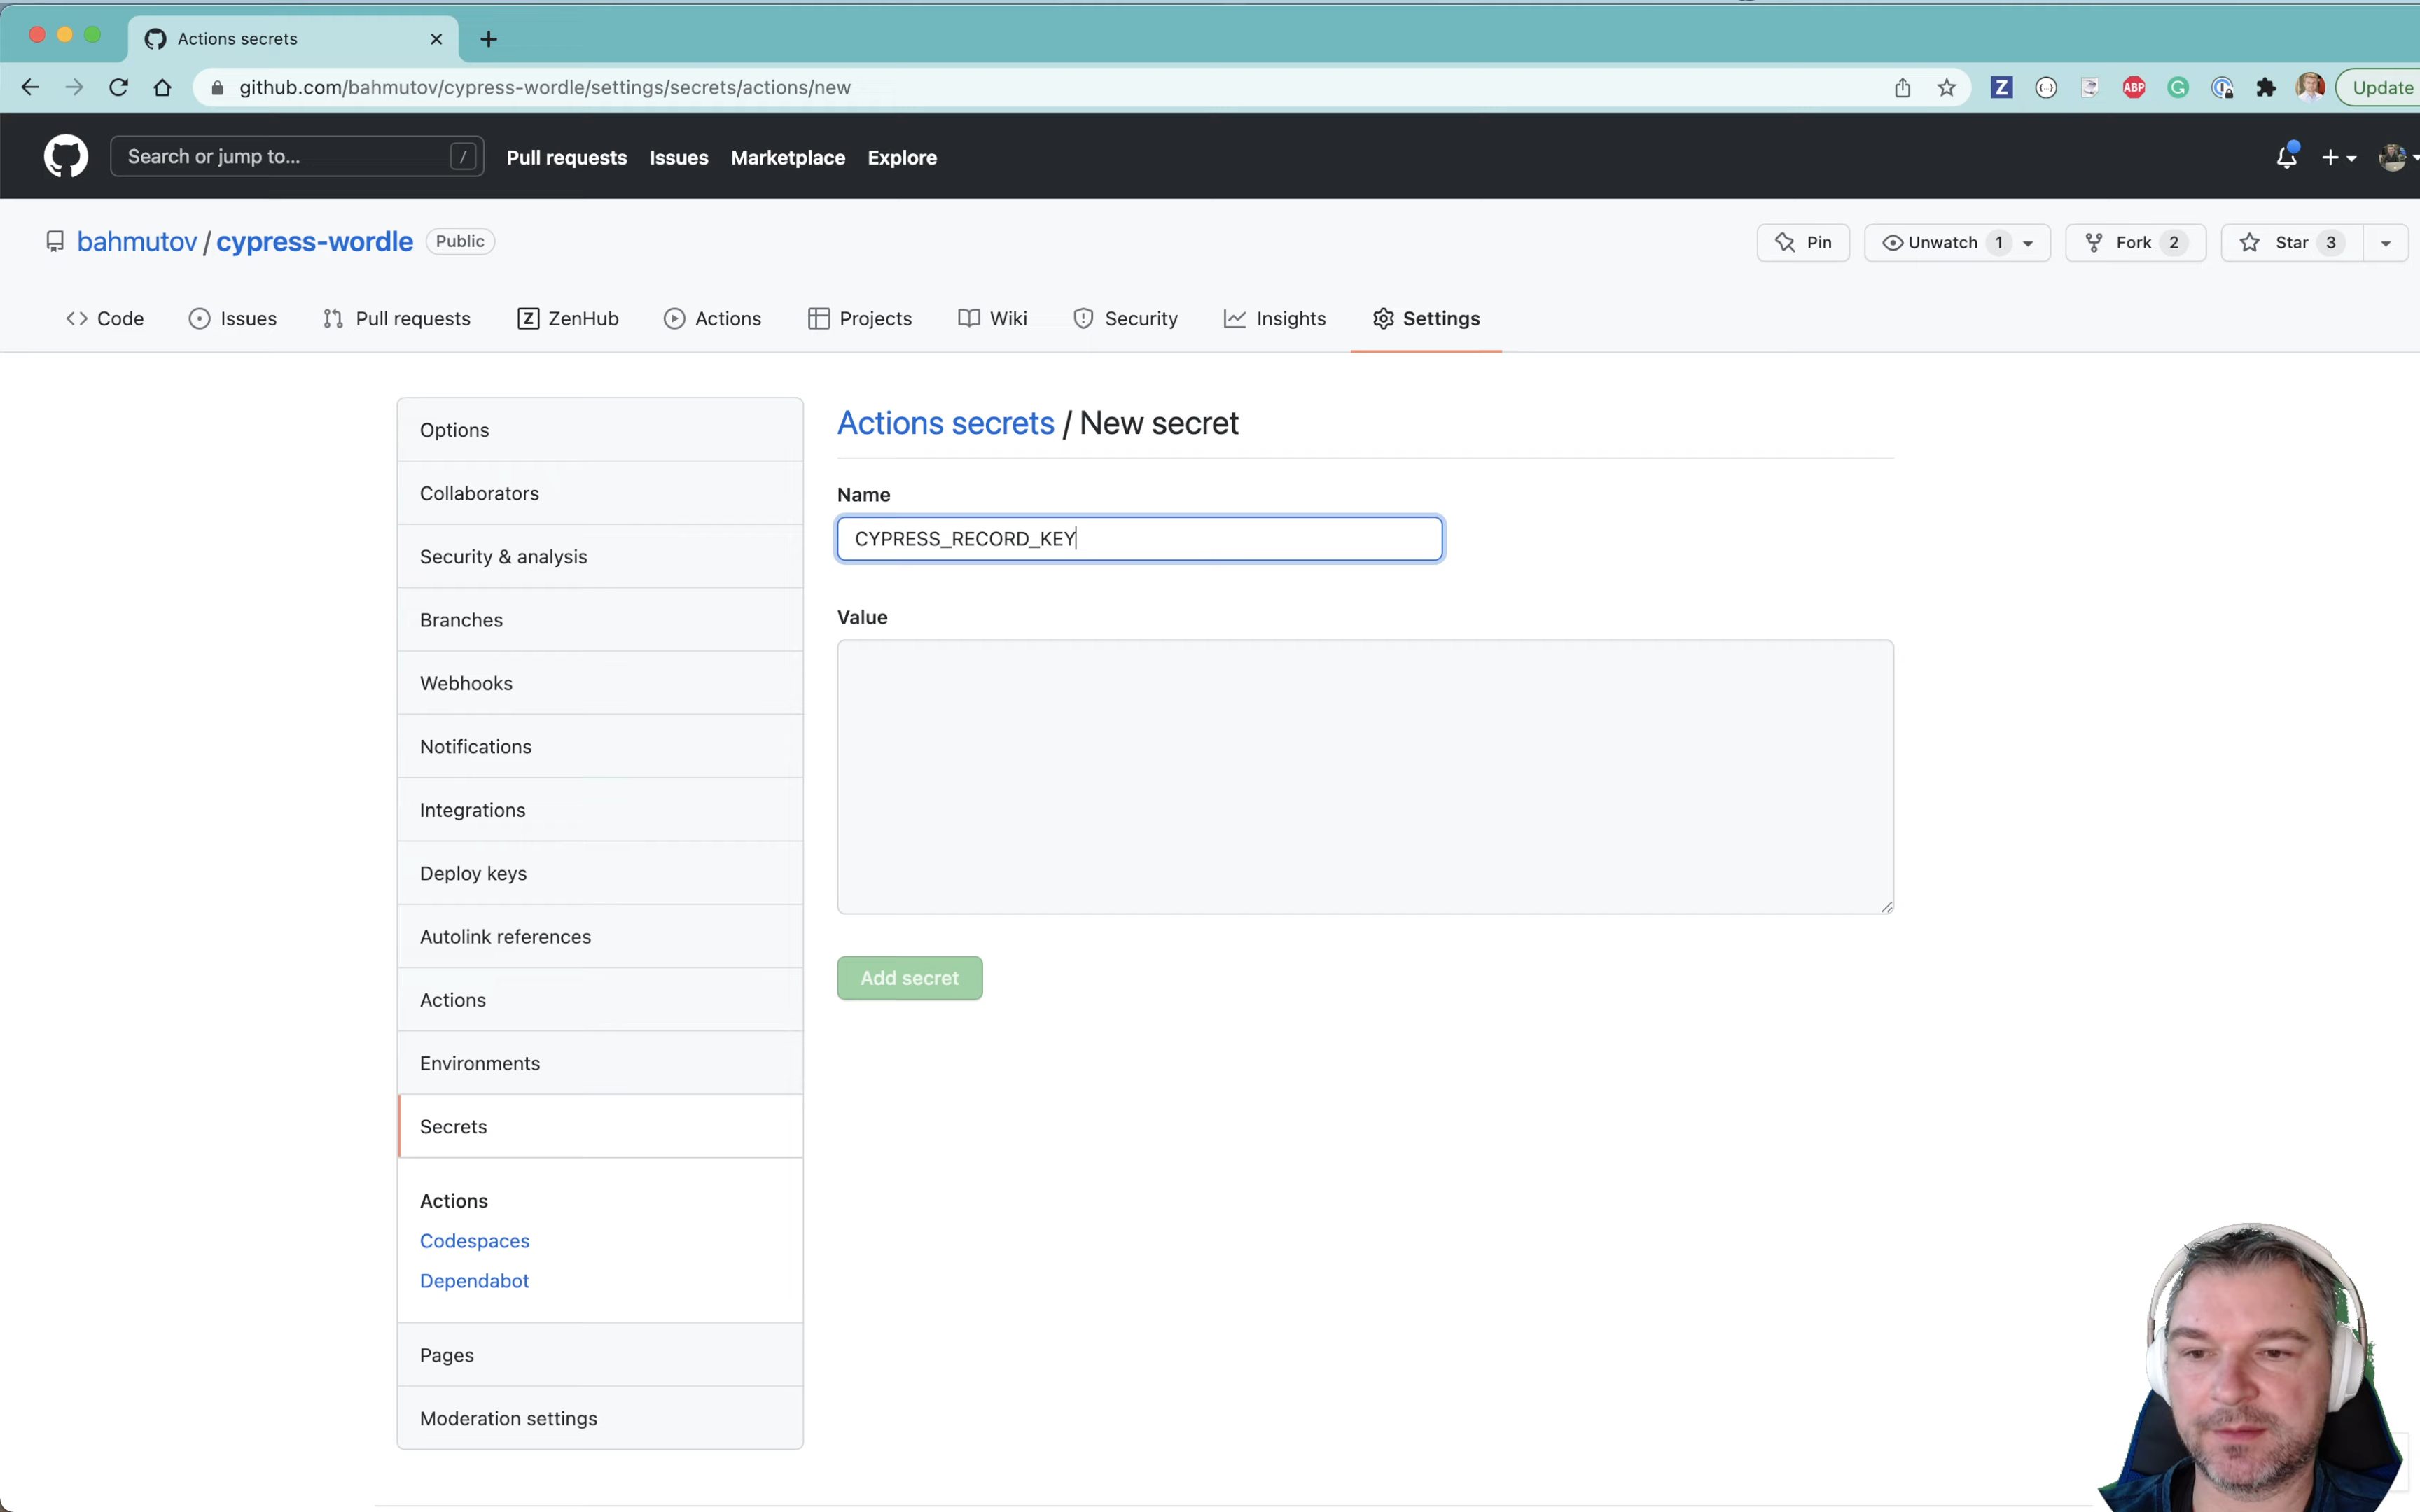 Actions secrets
github.com/bahmutov/cypress-wordle/settings/secrets/actions/new
Z
ABP
G
Update
Search or jump to...
/
Pull requests
Issues
Marketplace
Explore
bahmutov / cypress-wordle
Public
Pin
Unwatch 1
Fork 2
Star 3
Code
Issues
Pull requests
Z ZenHub
Actions
Projects
Wiki
Security
Insights
Settings
Options
Collaborators
Security & analysis
Branches
Webhooks
Notifications
Integrations
Deploy keys
Autolink references
Actions
Environments
Secrets
Actions
Codespaces
Dependabot
Pages
Moderation settings
Actions secrets / New secret
Name
CYPRESS_RECORD_KEY
Value
Add secret